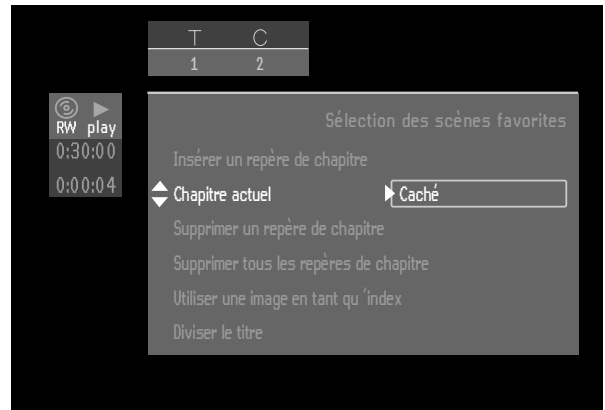 T C
1 2
RW play
0:30:00
0:00:04
Sélection des scènes favorites
Insérer un repère de chapitre
Chapitre actuel Caché
Supprimer un repère de chapitre
Supprimer tous les repères de chapitre
Utiliser une image en tant qu 'index
Diviser le titre